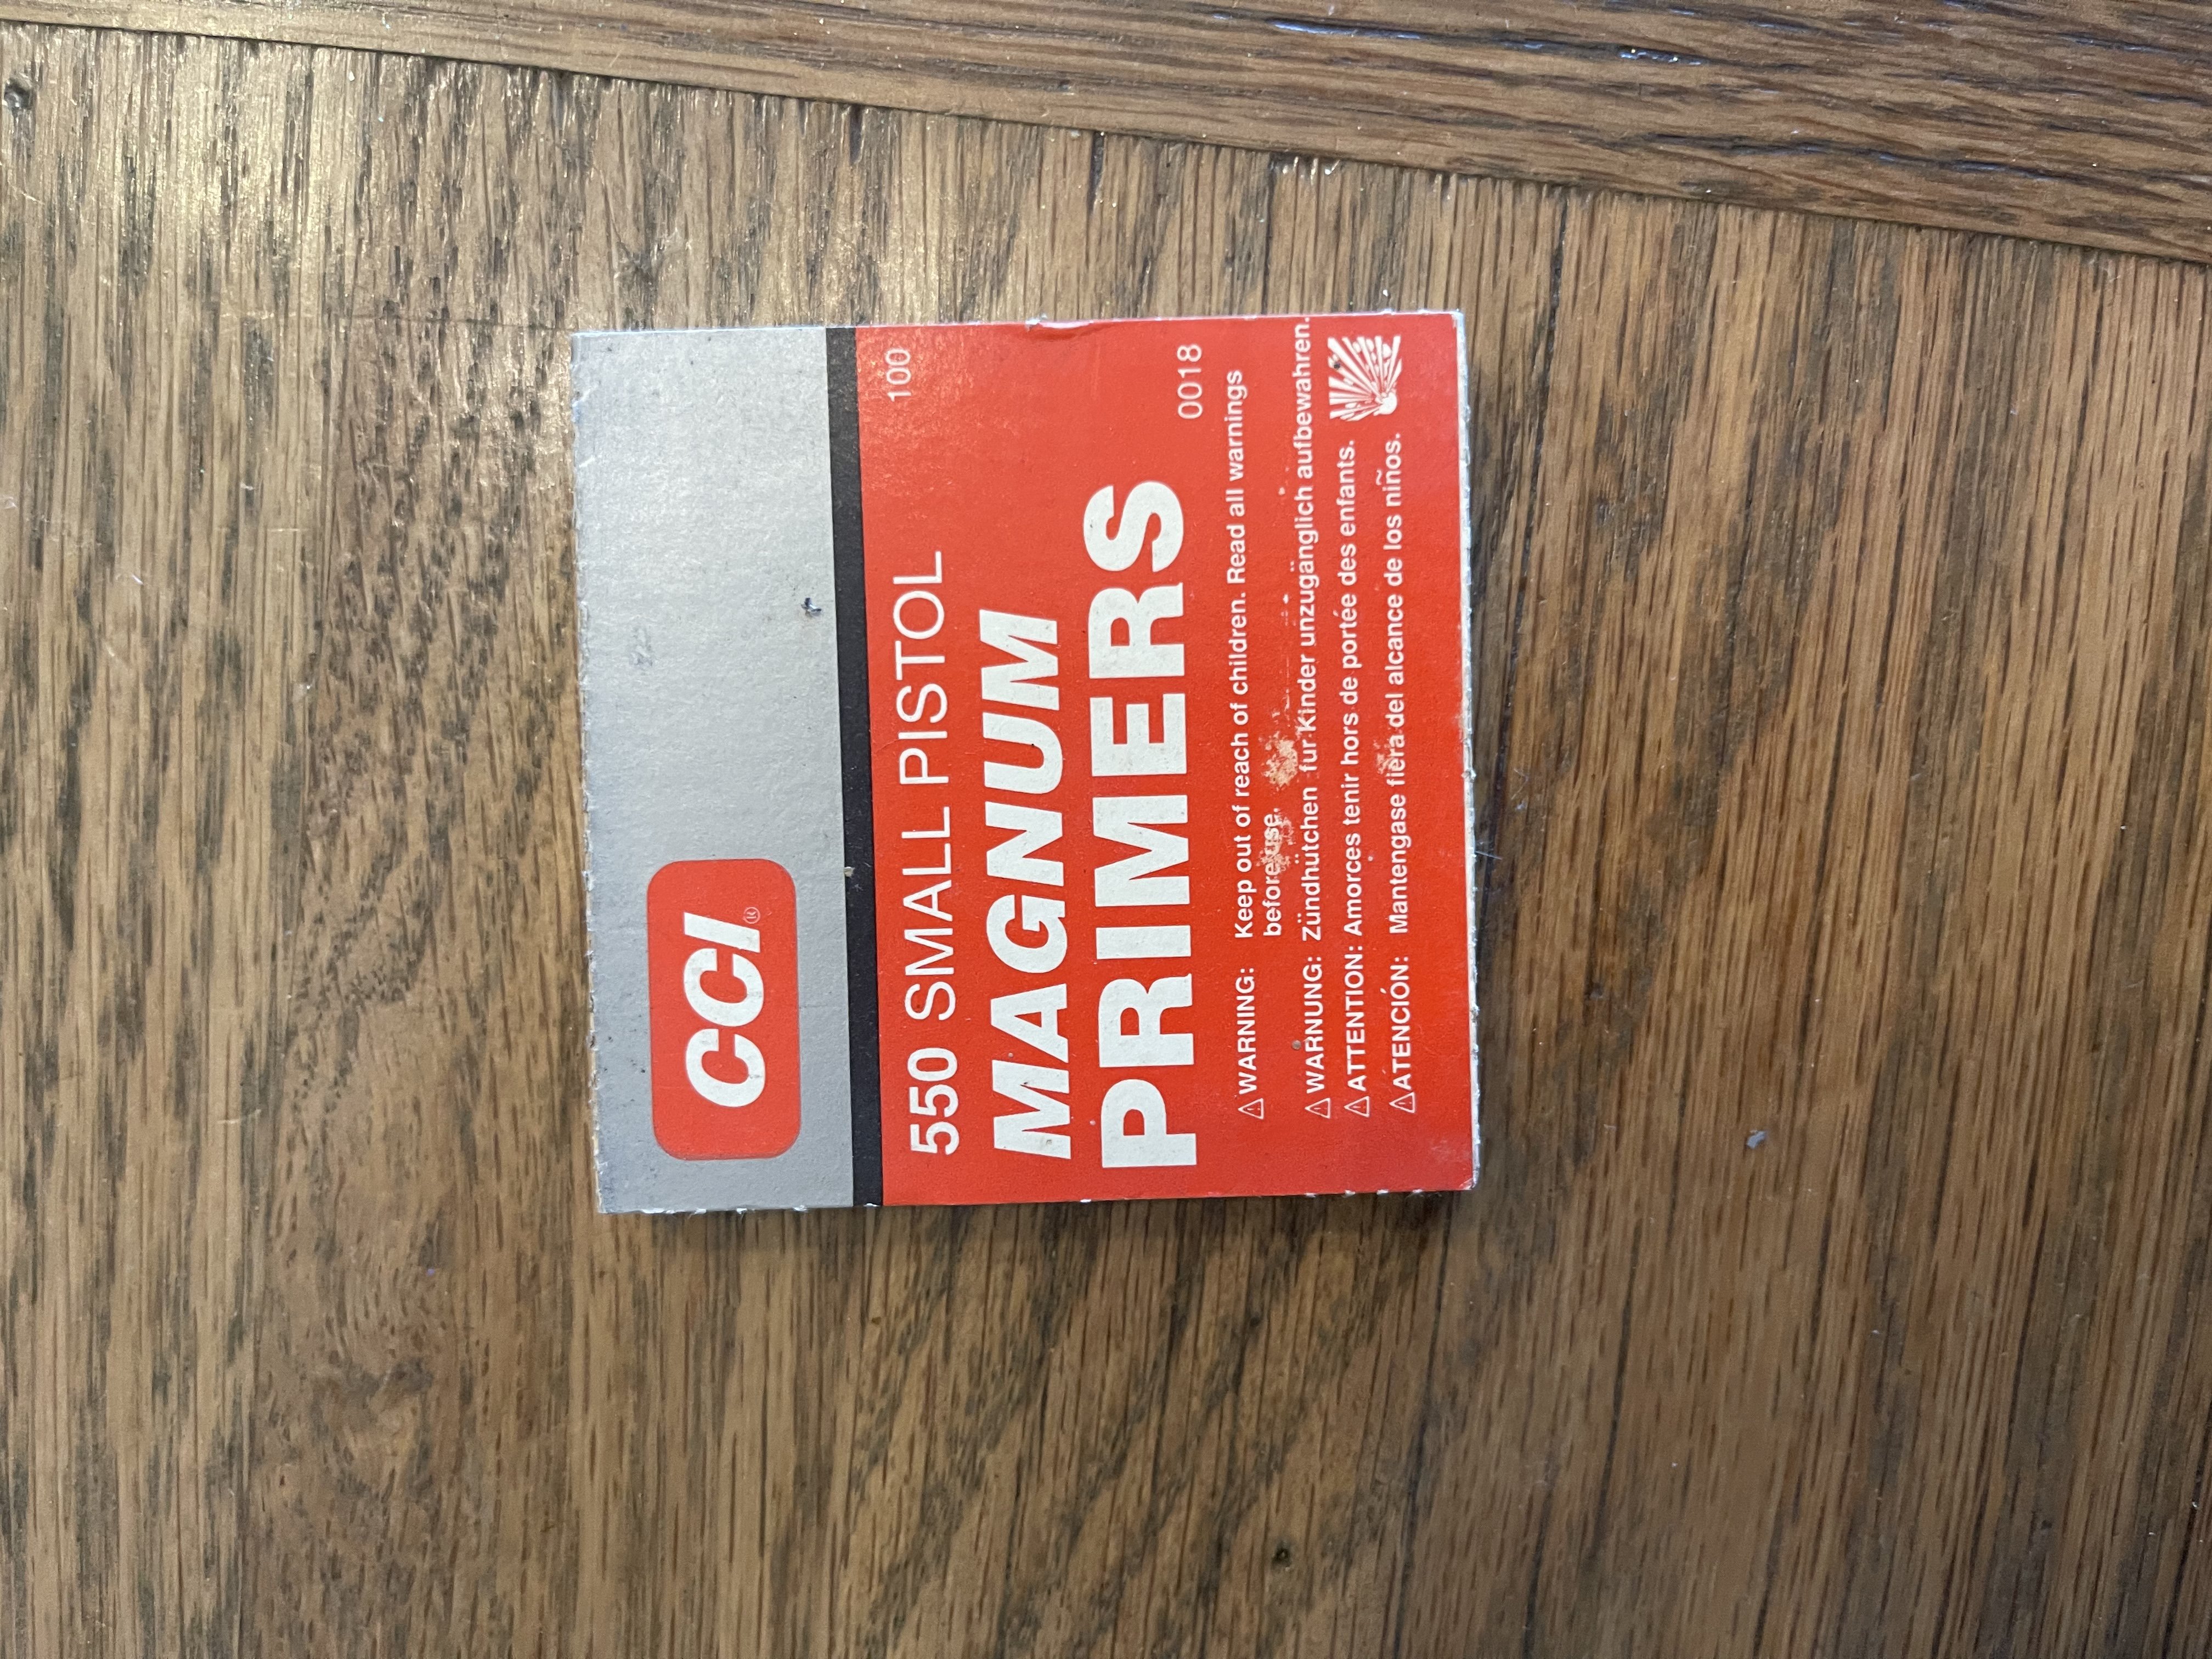 CCI®
550 SMALL PISTOL 100
MAGNUM
PRIMERS 0018
⚠WARNING: Keep out of reach of children. Read all warnings
before use.
⚠WARNUNG: Zündhütchen fur Kinder unzugänglich aufbewahren.
⚠ATTENTION: Amorces tenir hors de portée des enfants.
⚠ATENCIÓN: Mantengase fiera del alcance de los niños.